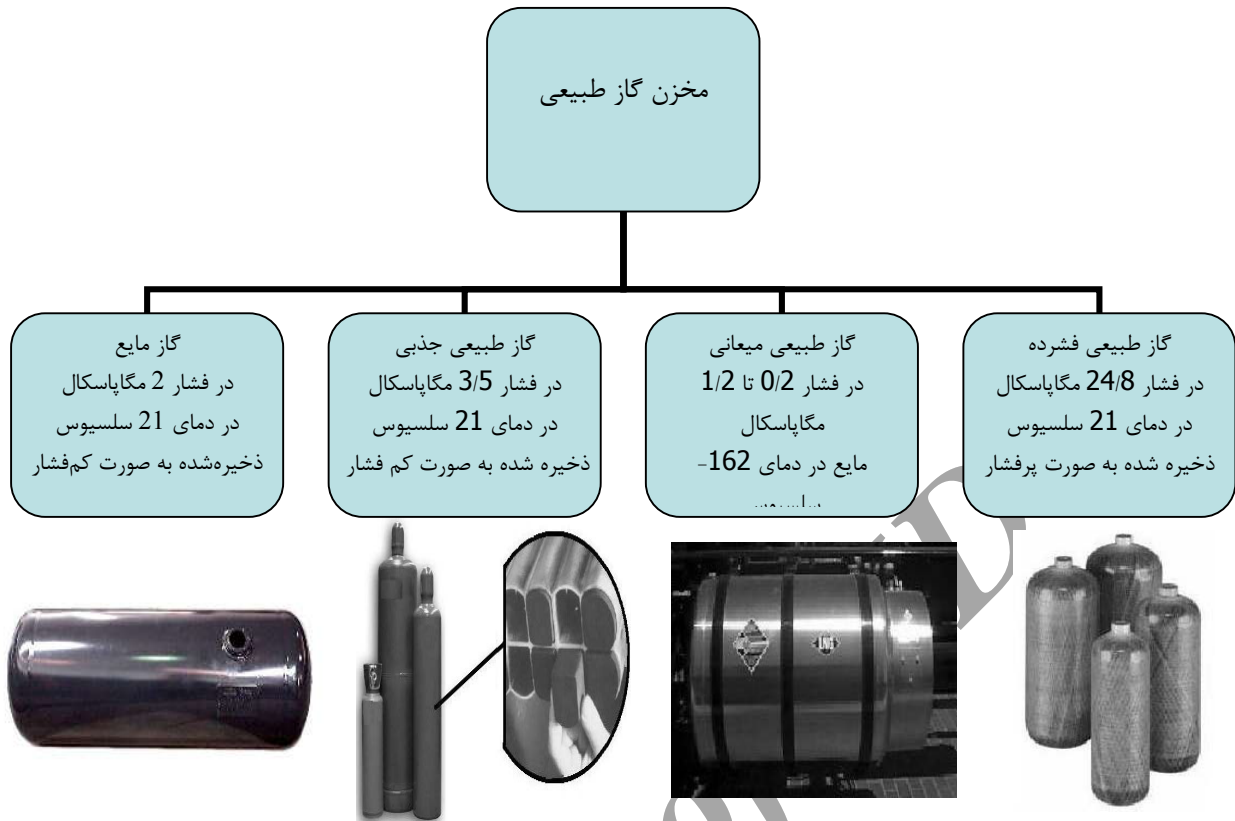 مخزن گاز طبیعی
گاز طبیعی فشرده
در فشار 24/8 مگاپاسکال
در دمای 21 سلسیوس
ذخیره شده به صورت پرفشار
گاز طبیعی میعانی
در فشار 0/2 تا 1/2
مگاپاسکال
مایع در دمای 162-
سلسیوس
گاز طبیعی جذبی
در فشار 3/5 مگاپاسکال
در دمای 21 سلسیوس
ذخیره شده به صورت کم فشار
گاز مایع
در فشار 2 مگاپاسکال
در دمای 21 سلسیوس
ذخیره‌شده به صورت کم‌فشار